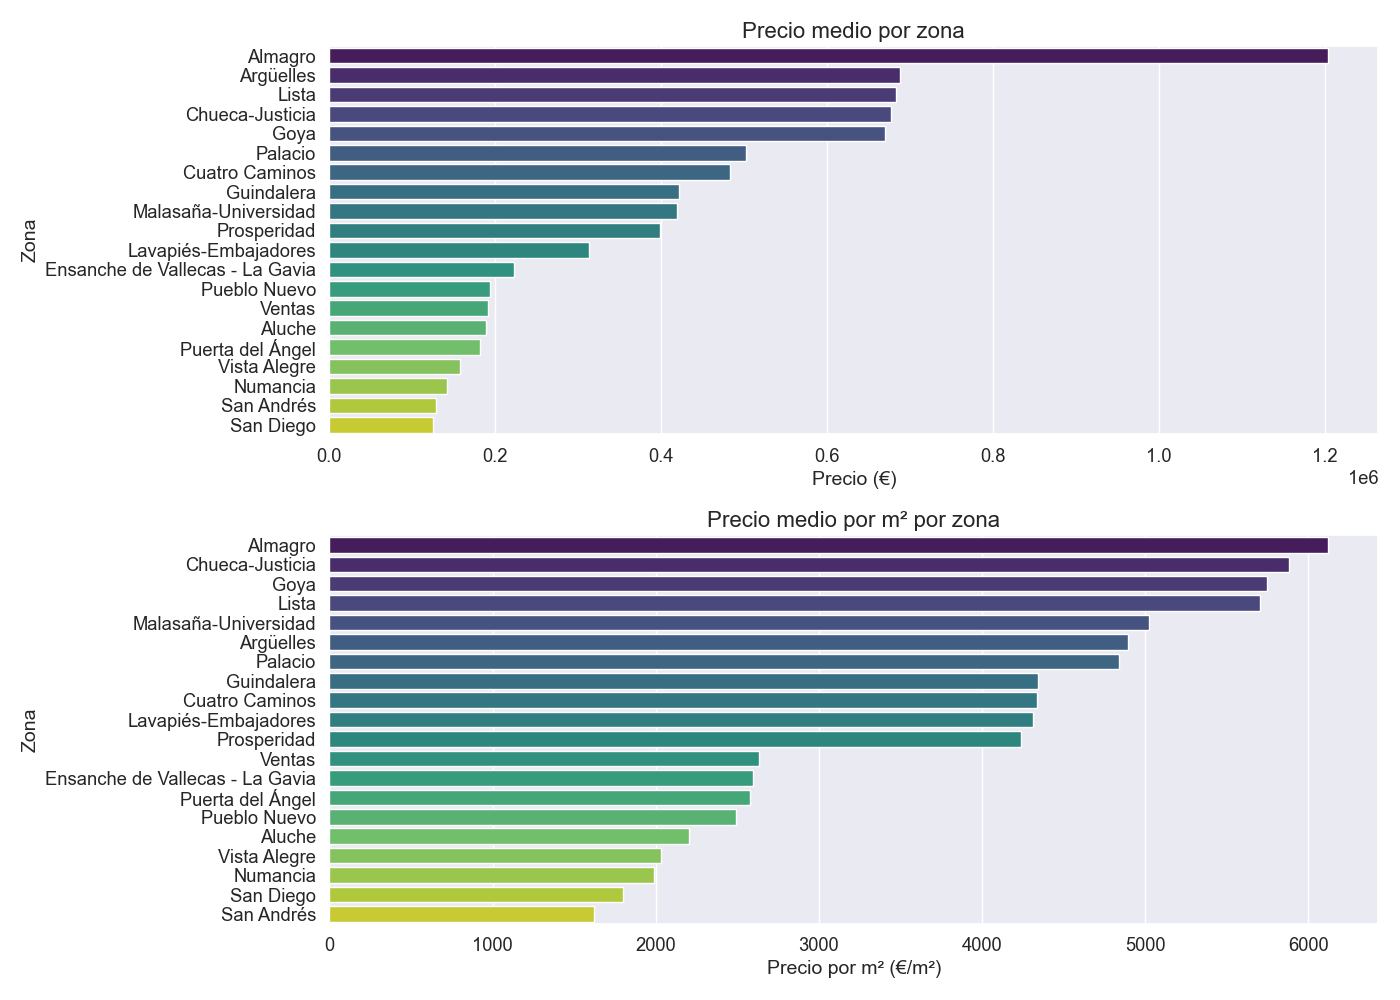 Precio medio por zona
Zona
Almagro
Argüelles
Lista
Chueca-Justicia
Goya
Palacio
Cuatro Caminos
Guindalera
Malasaña-Universidad
Prosperidad
Lavapiés-Embajadores
Ensanche de Vallecas - La Gavia
Pueblo Nuevo
Ventas
Aluche
Puerta del Ángel
Vista Alegre
Numancia
San Andrés
San Diego
0.0 0.2 0.4 0.6 0.8 1.0 1.2
1e6
Precio (€)
Precio medio por m² por zona
Zona
Almagro
Chueca-Justicia
Goya
Lista
Malasaña-Universidad
Argüelles
Palacio
Guindalera
Cuatro Caminos
Lavapiés-Embajadores
Prosperidad
Ventas
Ensanche de Vallecas - La Gavia
Puerta del Ángel
Pueblo Nuevo
Aluche
Vista Alegre
Numancia
San Diego
San Andrés
0 1000 2000 3000 4000 5000 6000
Precio por m² (€/m²)